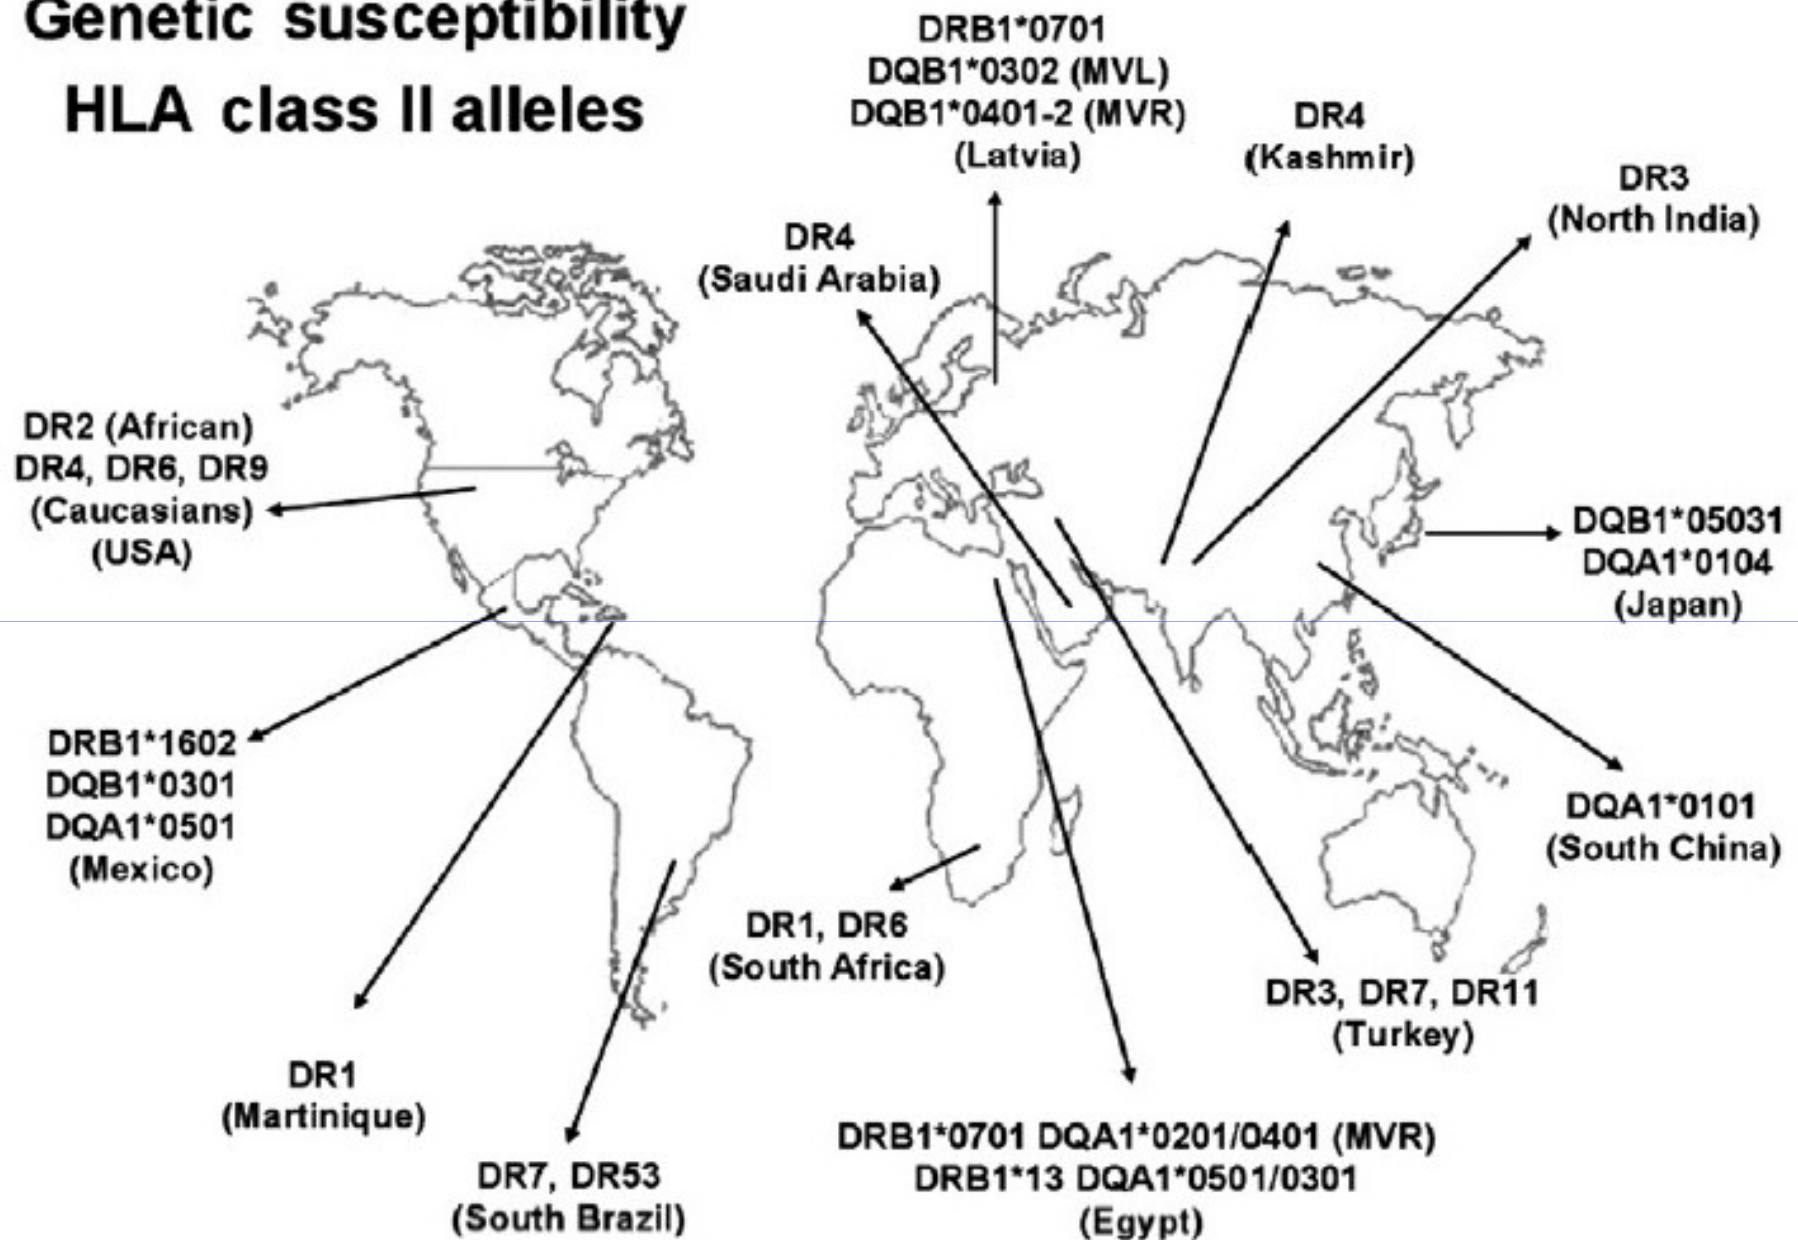 Genetic susceptibility
HLA class II alleles
DRB1*0701
DQB1*0302 (MVL)
DQB1*0401-2 (MVR)
(Latvia)
DR4
(Kashmir)
DR3
(North India)
DR4
(Saudi Arabia)
DR2 (African)
DR4, DR6, DR9
(Caucasians)
(USA)
DQB1*05031
DQA1*0104
(Japan)
DRB1*1602
DQB1*0301
DQA1*0501
(Mexico)
DQA1*0101
(South China)
DR1, DR6
(South Africa)
DR3, DR7, DR11
(Turkey)
DR1
(Martinique)
DR7, DR53
(South Brazil)
DRB1*0701 DQA1*0201/0401 (MVR)
DRB1*13 DQA1*0501/0301
(Egypt)